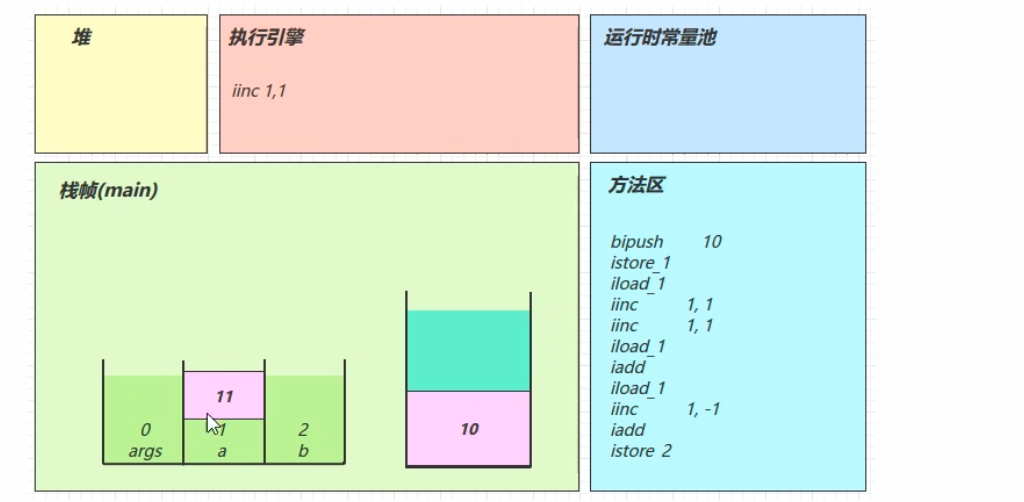 堆
执行引擎
iinc 1,1
运行时常量池
栈帧(main)
11
0
1
2
args
a
b
10
方法区
bipush 10
istore_1
iload_1
iinc 1, 1
iinc 1, 1
iload_1
iadd
iload_1
iinc 1, -1
iadd
istore 2